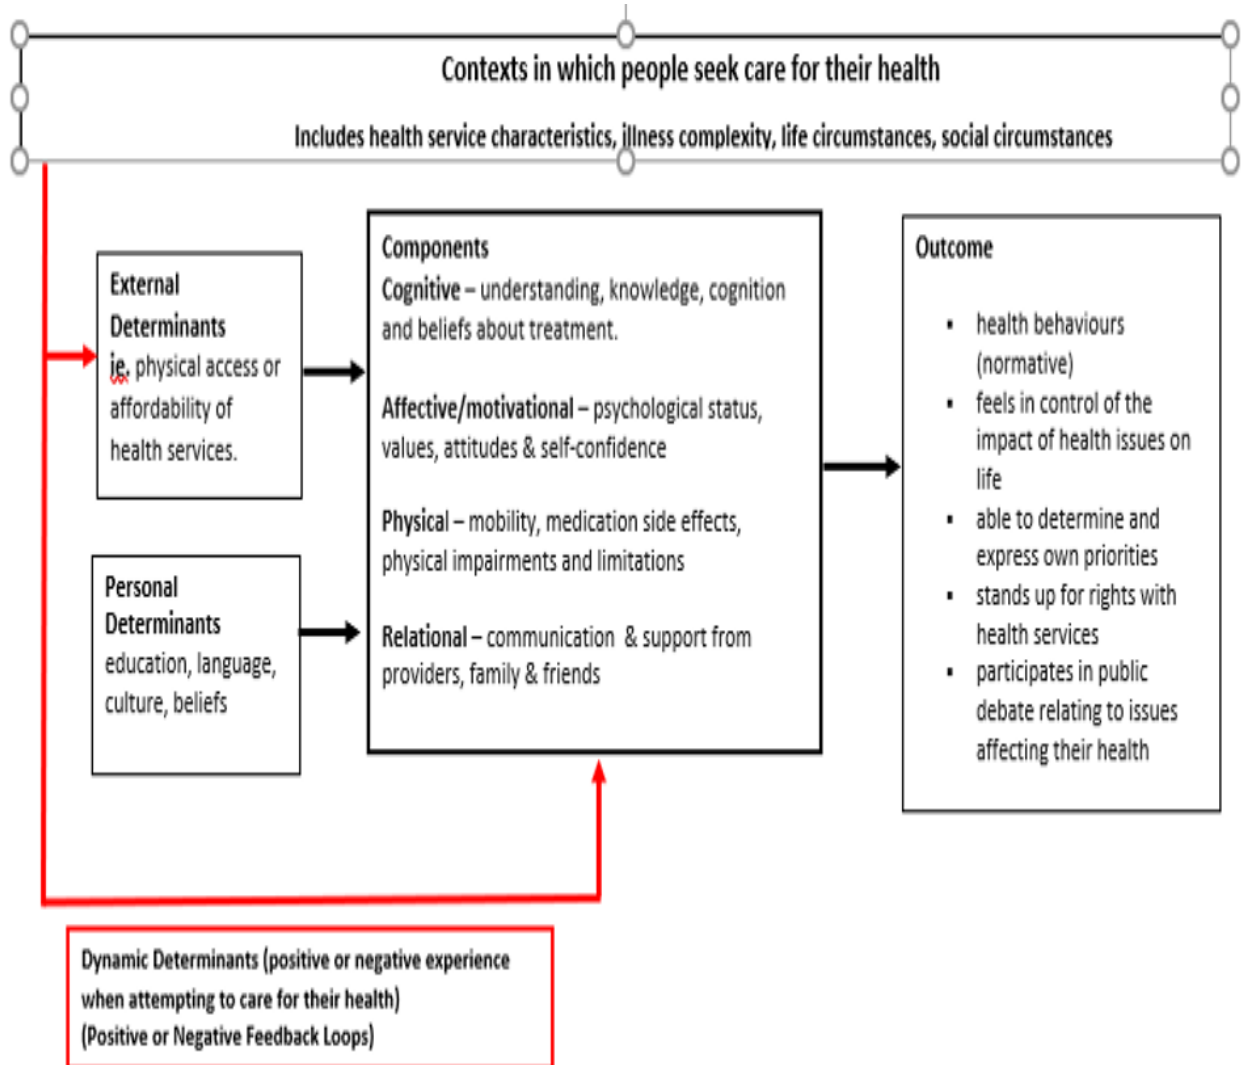 Contexts in which people seek care for their health
Includes health service characteristics, illness complexity, life circumstances, social circumstances
External
Determinants
ie. physical access or
affordability of
health services.
Personal
Determinants
education, language,
culture, beliefs
Components
Cognitive – understanding, knowledge, cognition
and beliefs about treatment.
Affective/motivational – psychological status,
values, attitudes & self-confidence
Physical – mobility, medication side effects,
physical impairments and limitations
Relational – communication & support from
providers, family & friends
Outcome
▪ health behaviours
(normative)
▪ feels in control of the
impact of health issues on
life
▪ able to determine and
express own priorities
▪ stands up for rights with
health services
▪ participates in public
debate relating to issues
affecting their health
Dynamic Determinants (positive or negative experience
when attempting to care for their health)
(Positive or Negative Feedback Loops)